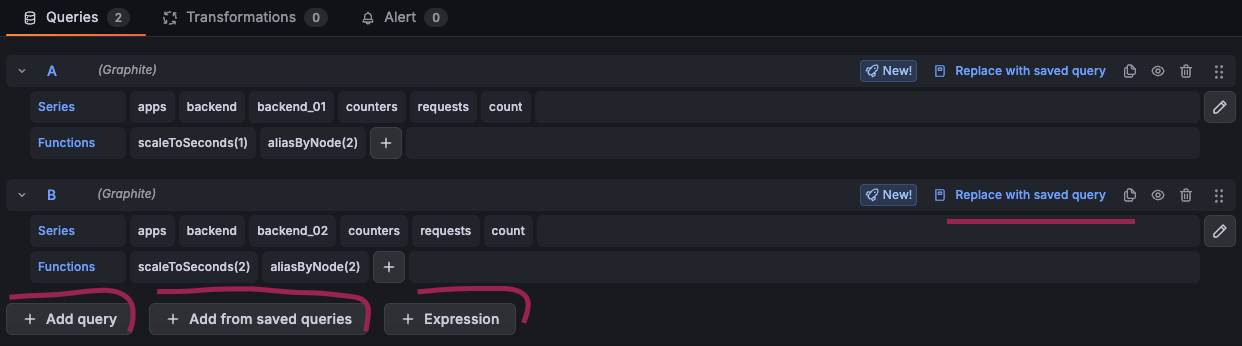 Queries 2 Transformations 0 Alert 0
A (Graphite) New! Replace with saved query
Series apps backend backend_01 counters requests count
Functions scaleToSeconds(1) aliasByNode(2) +
B (Graphite) New! Replace with saved query
Series apps backend backend_02 counters requests count
Functions scaleToSeconds(2) aliasByNode(2) +
+ Add query + Add from saved queries + Expression